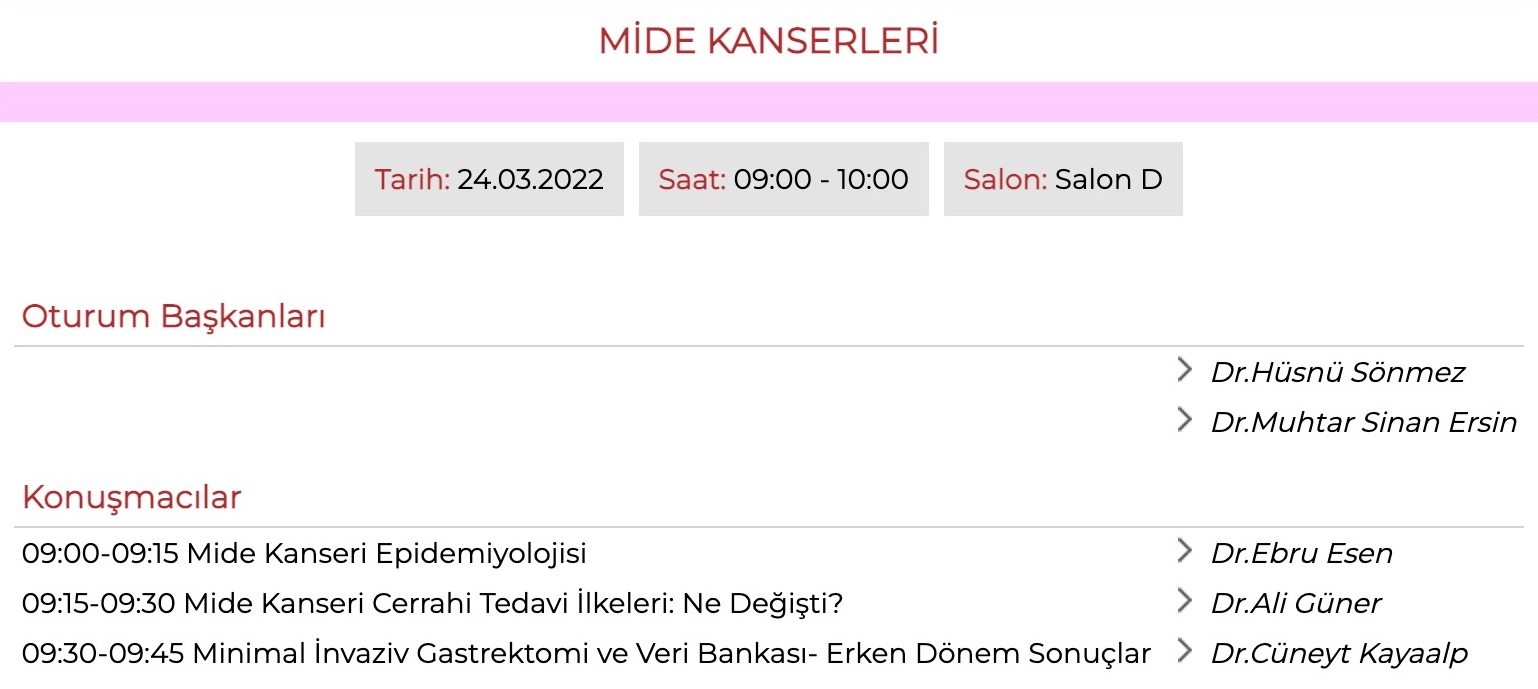 MİDE KANSERLERİ
Tarih: 24.03.2022 Saat: 09:00 - 10:00 Salon: Salon D
Oturum Başkanları
Dr.Hüsnü Sönmez
Dr.Muhtar Sinan Ersin
Konuşmacılar
09:00-09:15 Mide Kanseri Epidemiyolojisi Dr.Ebru Esen
09:15-09:30 Mide Kanseri Cerrahi Tedavi İlkeleri: Ne Değişti? Dr.Ali Güner
09:30-09:45 Minimal İnvaziv Gastrektomi ve Veri Bankası- Erken Dönem Sonuçlar Dr.Cüneyt Kayaalp